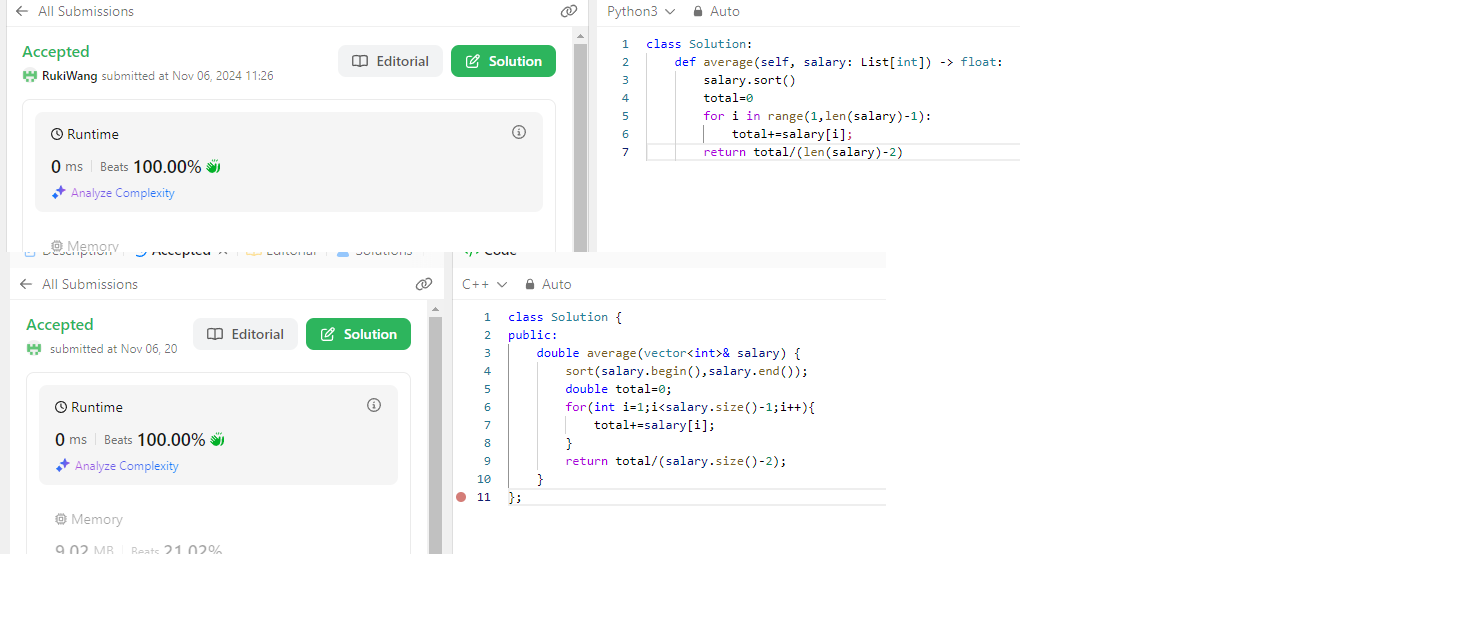 All Submissions
Accepted
RukiWang submitted at Nov 06, 2024 11:26
Editorial
Solution
Runtime
0 ms
Beats 100.00%
Analyze Complexity
Memory
Python3
Auto
1 class Solution:
2     def average(self, salary: List[int]) -> float:
3         salary.sort()
4         total=0
5         for i in range(1,len(salary)-1):
6             total+=salary[i];
7         return total/(len(salary)-2)
Description
Accepted
Editorial
Solutions
Code
All Submissions
Accepted
submitted at Nov 06, 20
Editorial
Solution
Runtime
0 ms
Beats 100.00%
Analyze Complexity
Memory
9.02 MB
Beats 21.02%
C++
Auto
1 class Solution {
2 public:
3     double average(vector<int>& salary) {
4         sort(salary.begin(),salary.end());
5         double total=0;
6         for(int i=1;i<salary.size()-1;i++){
7             total+=salary[i];
8         }
9         return total/(salary.size()-2);
10     }
11 };